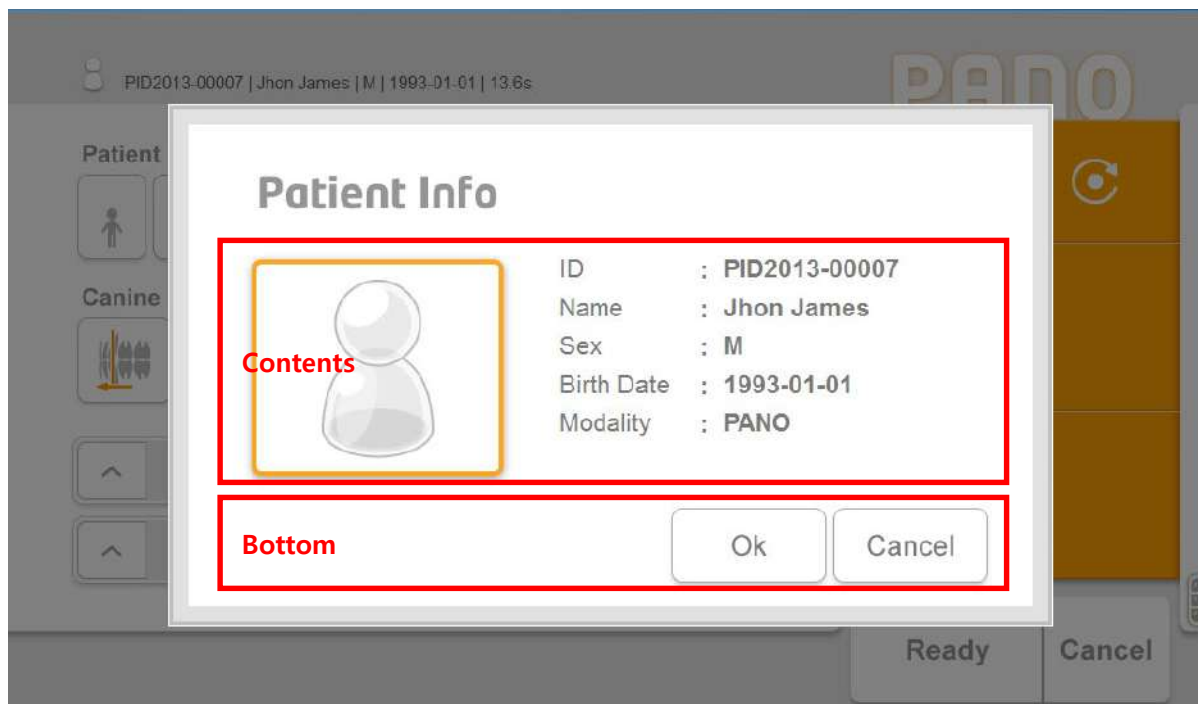 PID2013-00007 | Jhon James | M | 1993-01-01 | 13.6s
PANO
Patient
Canine
Patient Info
Contents
ID : PID2013-00007
Name : Jhon James
Sex : M
Birth Date : 1993-01-01
Modality : PANO
Bottom
Ok
Cancel
Ready
Cancel